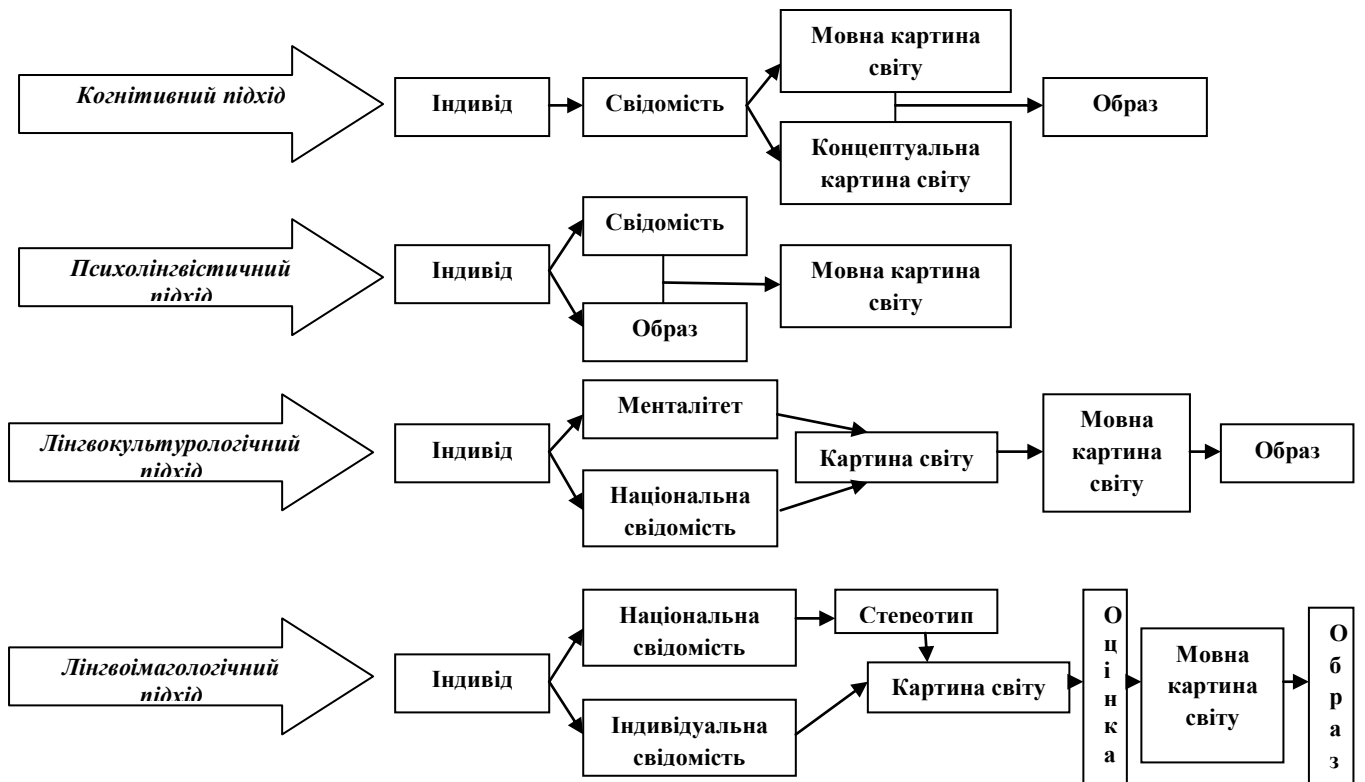 Когнітивний підхід
Індивід
Свідомість
Мовна картина
світу
Концептуальна
картина світу
Образ
Психолінгвістичний
підхід
Індивід
Свідомість
Образ
Мовна картина
світу
Лінгвокультурологічний
підхід
Індивід
Менталітет
Національна
свідомість
Картина світу
Мовна
картина
світу
Образ
Лінгвоімагологічний
підхід
Індивід
Національна
свідомість
Індивідуальна
свідомість
Стереотип
Картина світу
О
ц
і
н
к
а
Мовна
картина
світу
О
б
р
а
з